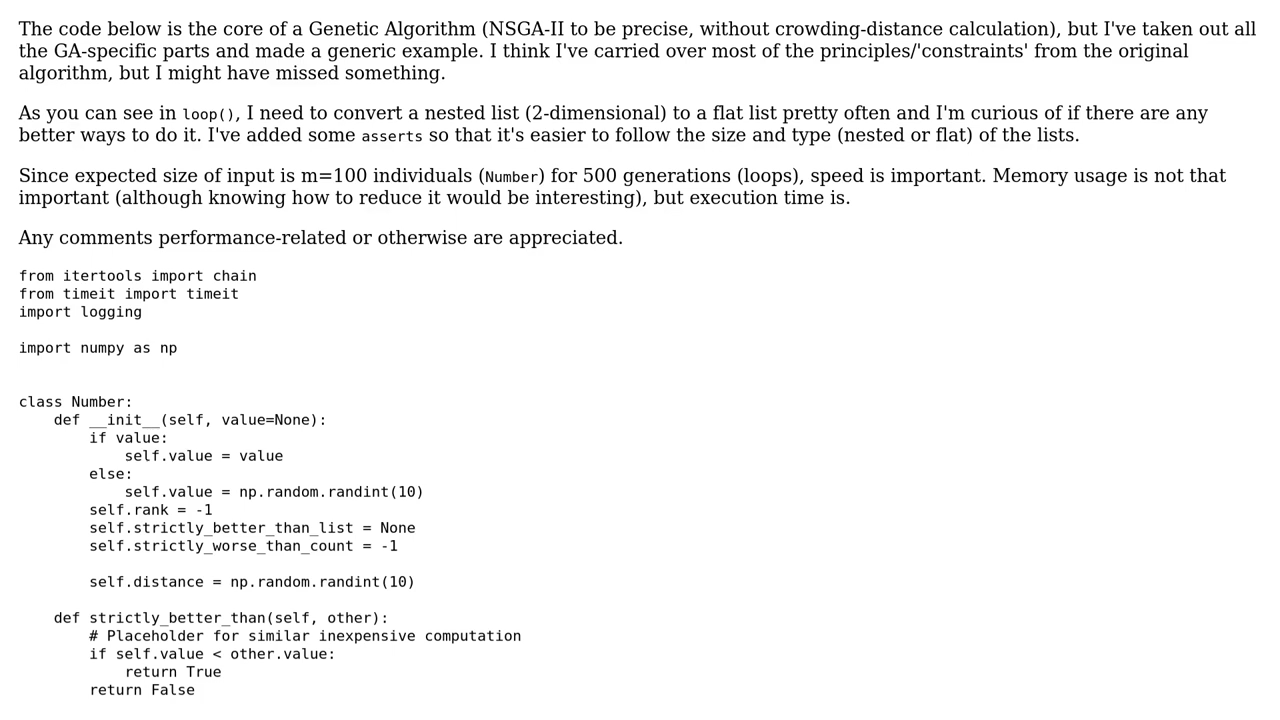 The code below is the core of a Genetic Algorithm (NSGA-II to be precise, without crowding-distance calculation), but I've taken out all
the GA-specific parts and made a generic example. I think I've carried over most of the principles/'constraints' from the original
algorithm, but I might have missed something.
As you can see in loop(), I need to convert a nested list (2-dimensional) to a flat list pretty often and I'm curious of if there are any
better ways to do it. I've added some asserts so that it's easier to follow the size and type (nested or flat) of the lists.
Since expected size of input is m=100 individuals (Number) for 500 generations (loops), speed is important. Memory usage is not that
important (although knowing how to reduce it would be interesting), but execution time is.
Any comments performance-related or otherwise are appreciated.
from itertools import chain
from timeit import timeit
import logging
import numpy as np
class Number:
    def __init__(self, value=None):
        if value:
            self.value = value
        else:
            self.value = np.random.randint(10)
        self.rank = -1
        self.strictly_better_than_list = None
        self.strictly_worse_than_count = -1
        self.distance = np.random.randint(10)
    def strictly_better_than(self, other):
        # Placeholder for similar inexpensive computation
        if self.value < other.value:
            return True
        return False